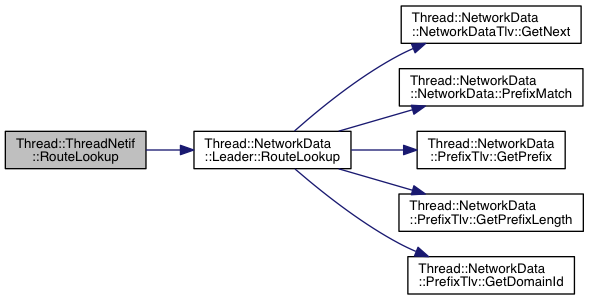 Thread::ThreadNetif
::RouteLookup
Thread::NetworkData
::Leader::RouteLookup
Thread::NetworkData
::NetworkDataTlv::GetNext
Thread::NetworkData
::NetworkData::PrefixMatch
Thread::NetworkData
::PrefixTlv::GetPrefix
Thread::NetworkData
::PrefixTlv::GetPrefixLength
Thread::NetworkData
::PrefixTlv::GetDomainId